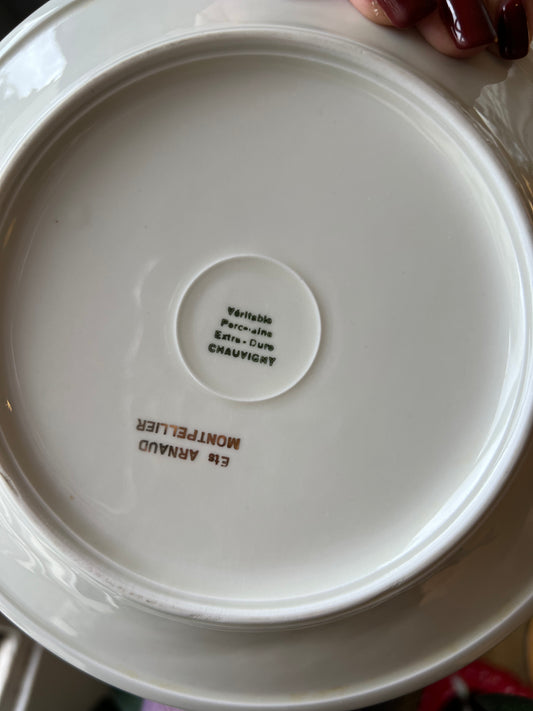 Véritable
Porcelaine
Extra-Dure
CHAUVIGNY
Ets ARNAUD
MONTPELLIER